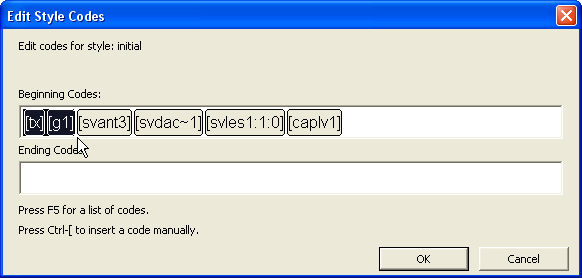 Edit Style Codes
Edit codes for style: initial
Beginning Codes:
[tx] [g1] [svant3] [svdac~1] [svles1:1:0] [caplv1]
Ending Code
Press F5 for a list of codes.
Press Ctrl-[ to insert a code manually.
OK Cancel